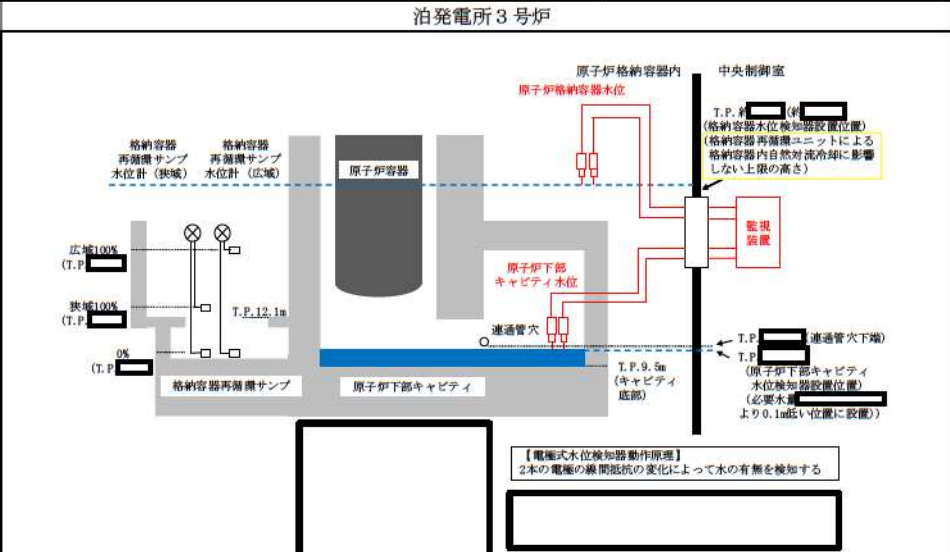 泊発電所3号炉
原子炉格納容器内
中央制御室
原子炉格納容器水位
T.P.約 (約
(格納容器水位検知器設置位置)
(格納容器再循環ユニットによる
格納容器内自然対流冷却に影響
しない上限の高さ)
格納容器
再循環サンプ
水位計(狭域)
格納容器
再循環サンプ
水位計(広域)
原子炉容器
監視
装置
広域100%
(T.P.
原子炉下部
キャビティ水位
狭域100%
(T.P.
T.P.12.1m
連通管穴
0%
(T.P.
T.P. (連通管穴下端)
T.P.
(原子炉下部キャビティ
水位検知器設置位置)
(必要水量
より0.1m低い位置に設置))
T.P.9.5m
(キャビティ
底部)
格納容器再循環サンプ
原子炉下部キャビティ
【電極式水位検知器動作原理】
2本の電極の線間抵抗の変化によって水の有無を検知する